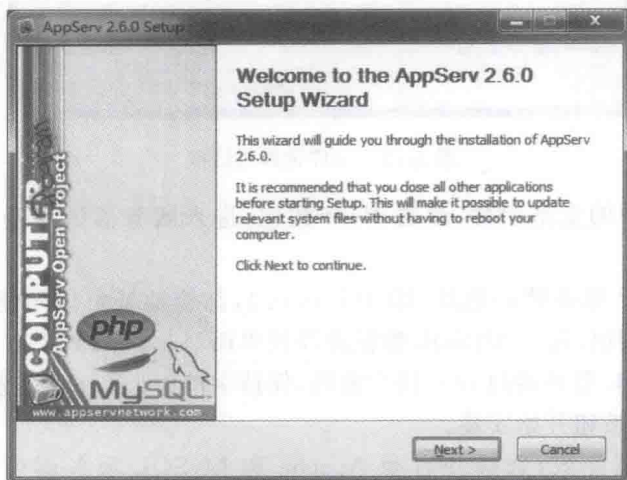 AppServ 2.6.0 Setup
Welcome to the AppServ 2.6.0
Setup Wizard
This wizard will guide you through the installation of AppServ
2.6.0.
It is recommended that you close all other applications
before starting Setup. This will make it possible to update
relevant system files without having to reboot your
computer.
Click Next to continue.
COMPUTER
AppServ Open Project
php
MySQL
www.appservnetwork.com
Next >
Cancel